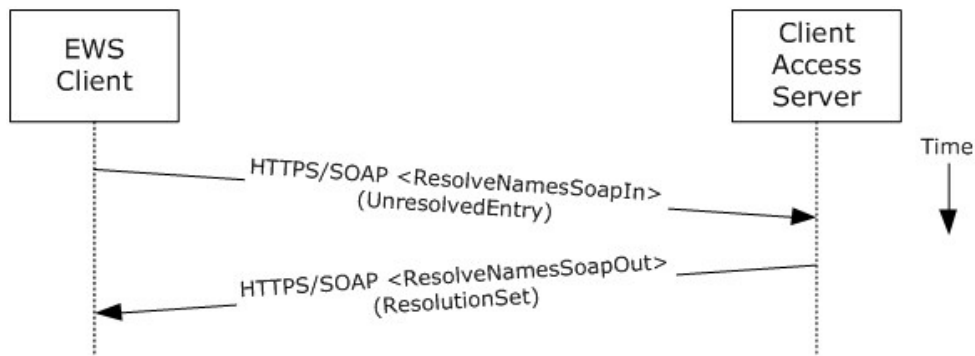 EWS
Client
Client
Access
Server
Time
HTTPS/SOAP <ResolveNamesSoapIn>
(UnresolvedEntry)
HTTPS/SOAP <ResolveNamesSoapOut>
(ResolutionSet)